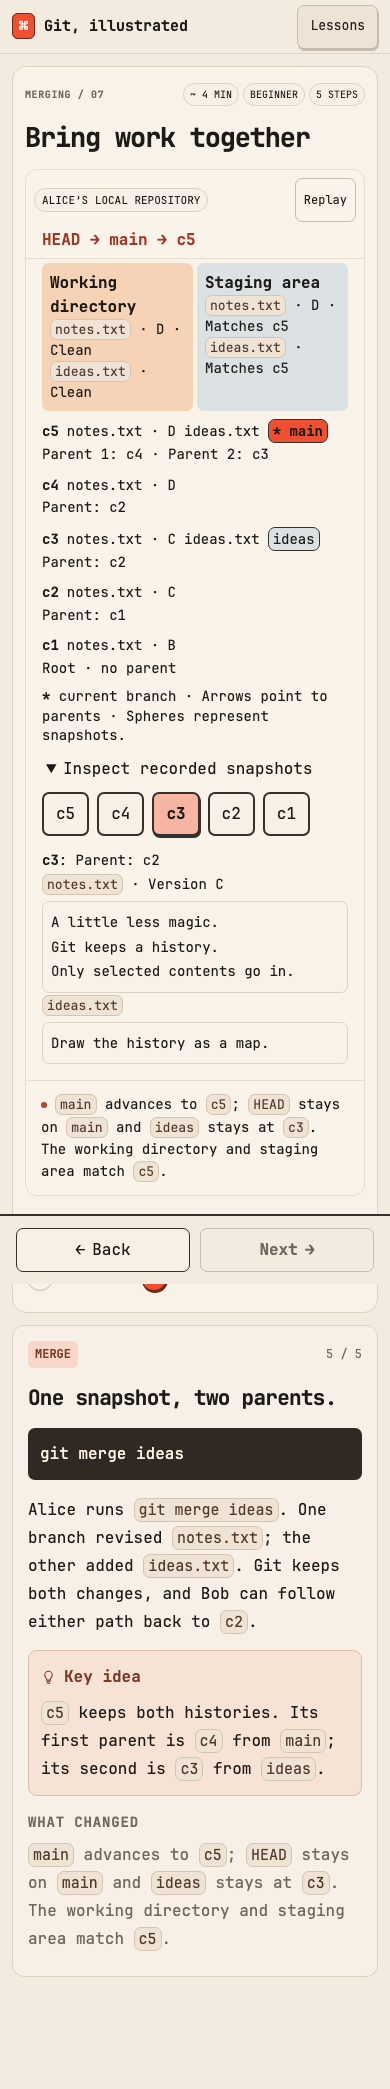 ⌘ Git, illustrated Lessons
MERGING / 07 ~ 4 MIN BEGINNER 5 STEPS
Bring work together
ALICE'S LOCAL REPOSITORY Replay
HEAD → main → c5
Working
directory
notes.txt · D ·
Clean
ideas.txt ·
Clean
Staging area
notes.txt · D ·
Matches c5
ideas.txt ·
Matches c5
c5 notes.txt · D ideas.txt * main
Parent 1: c4 · Parent 2: c3
c4 notes.txt · D
Parent: c2
c3 notes.txt · C ideas.txt ideas
Parent: c2
c2 notes.txt · C
Parent: c1
c1 notes.txt · B
Root · no parent
* current branch · Arrows point to
parents · Spheres represent
snapshots.
▼ Inspect recorded snapshots
c5 c4 c3 c2 c1
c3: Parent: c2
notes.txt · Version C
A little less magic.
Git keeps a history.
Only selected contents go in.
ideas.txt
Draw the history as a map.
• main advances to c5; HEAD stays
on main and ideas stays at c3.
The working directory and staging
area match c5.
← Back Next →
MERGE 5 / 5
One snapshot, two parents.
git merge ideas
Alice runs git merge ideas. One
branch revised notes.txt; the
other added ideas.txt. Git keeps
both changes, and Bob can follow
either path back to c2.
Key idea
c5 keeps both histories. Its
first parent is c4 from main;
its second is c3 from ideas.
WHAT CHANGED
main advances to c5; HEAD stays
on main and ideas stays at c3.
The working directory and staging
area match c5.